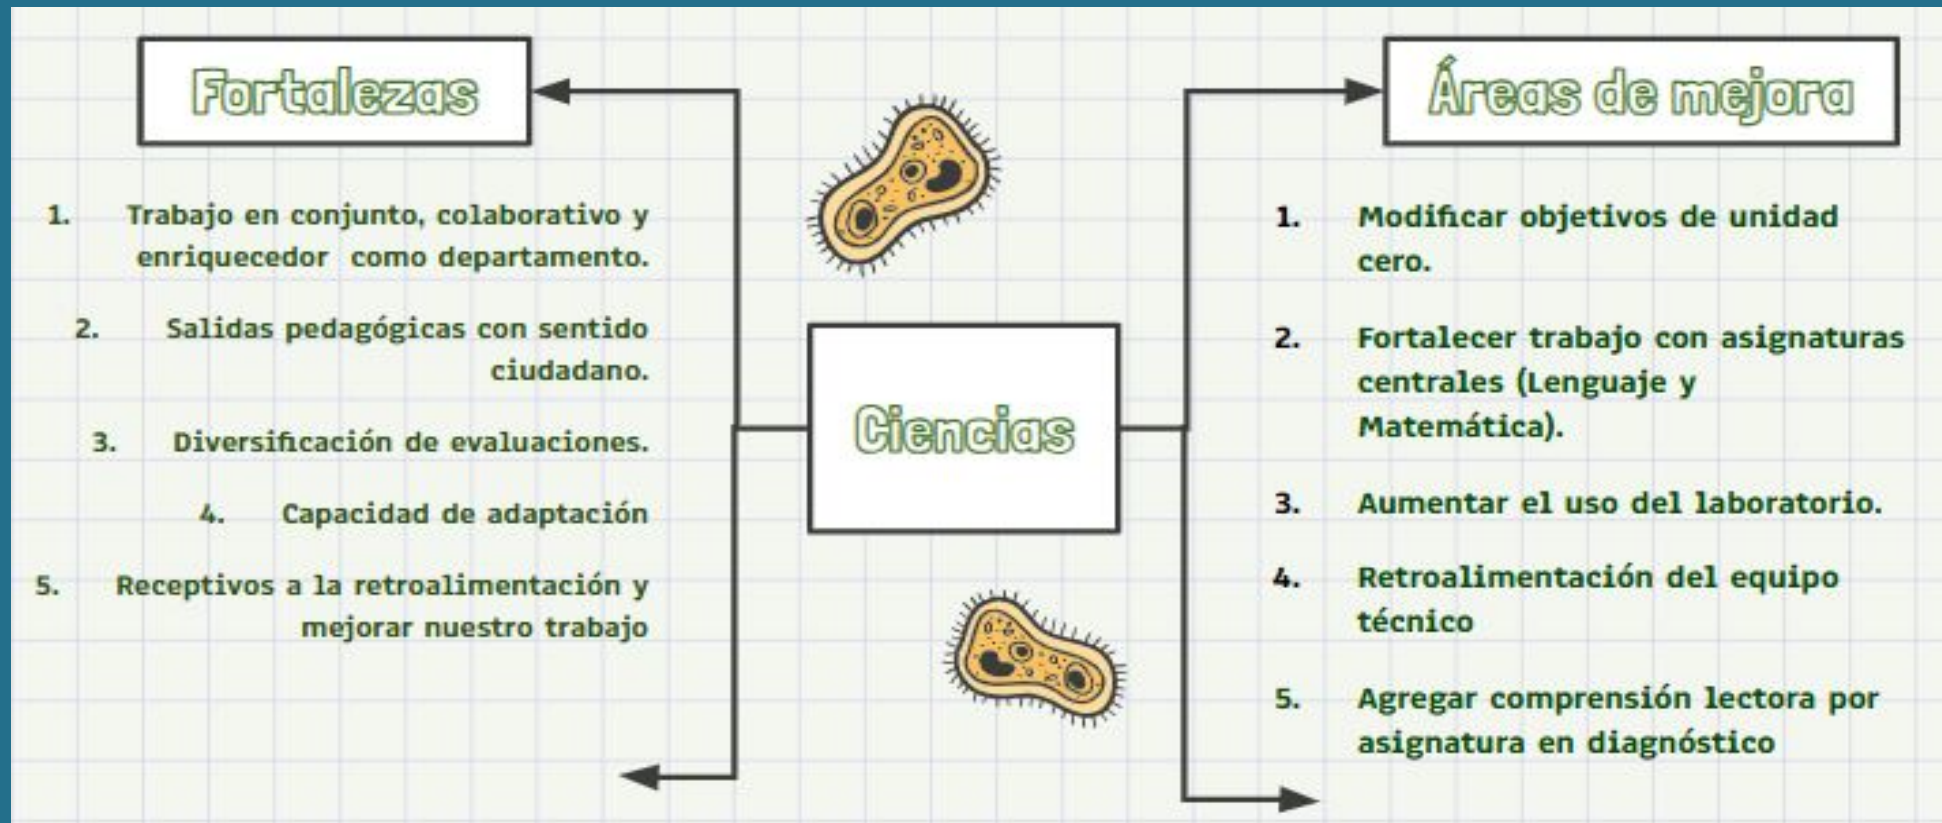 Fortalezas
1. Trabajo en conjunto, colaborativo y
enriquecedor como departamento.
2. Salidas pedagógicas con sentido
ciudadano.
3. Diversificación de evaluaciones.
4. Capacidad de adaptación
5. Receptivos a la retroalimentación y
mejorar nuestro trabajo
Ciencias
Áreas de mejora
1. Modificar objetivos de unidad
cero.
2. Fortalecer trabajo con asignaturas
centrales (Lenguaje y
Matemática).
3. Aumentar el uso del laboratorio.
4. Retroalimentación del equipo
técnico
5. Agregar comprensión lectora por
asignatura en diagnóstico